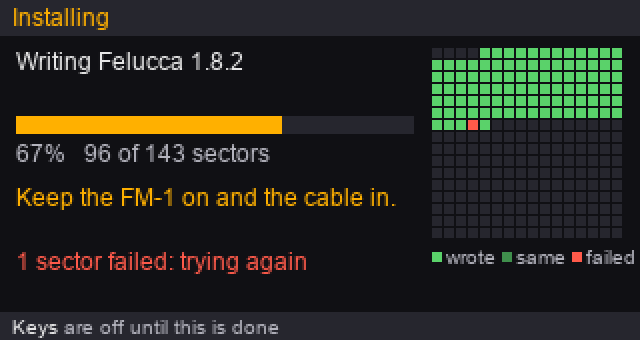 Installing
Writing Felucca 1.8.2
67% 96 of 143 sectors
Keep the FM-1 on and the cable in.
1 sector failed: trying again
wrote same failed
Keys are off until this is done